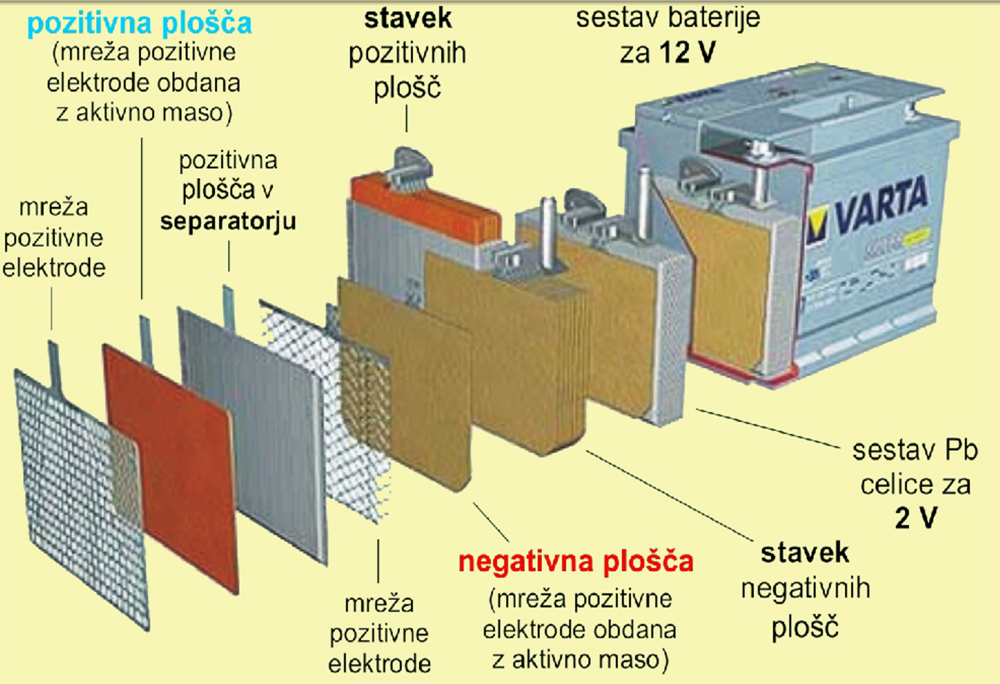 pozitivna plošča
(mreža pozitivne
elektrode obdana
z aktivno maso)
stavek
pozitivnih
plošč
sestav baterije
za 12 V
pozitivna
plošča v
separatorju
mreža
pozitivne
elektrode
VARTA
VARTA
sestav Pb
celice za
2 V
negativna plošča
(mreža pozitivne
elektrode obdana
z aktivno maso)
stavek
negativnih
plošč
mreža
pozitivne
elektrode